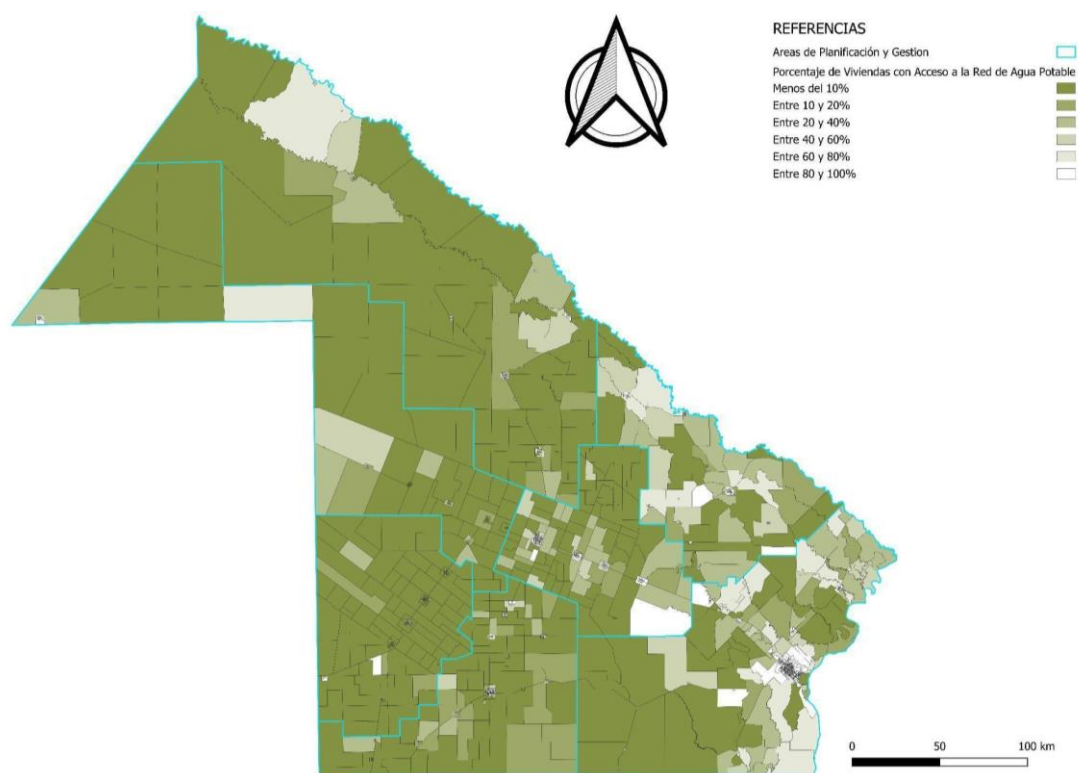 REFERENCIAS
Areas de Planificación y Gestion
Porcentaje de Viviendas con Acceso a la Red de Agua Potable
Menos del 10%
Entre 10 y 20%
Entre 20 y 40%
Entre 40 y 60%
Entre 60 y 80%
Entre 80 y 100%
0 50 100 km